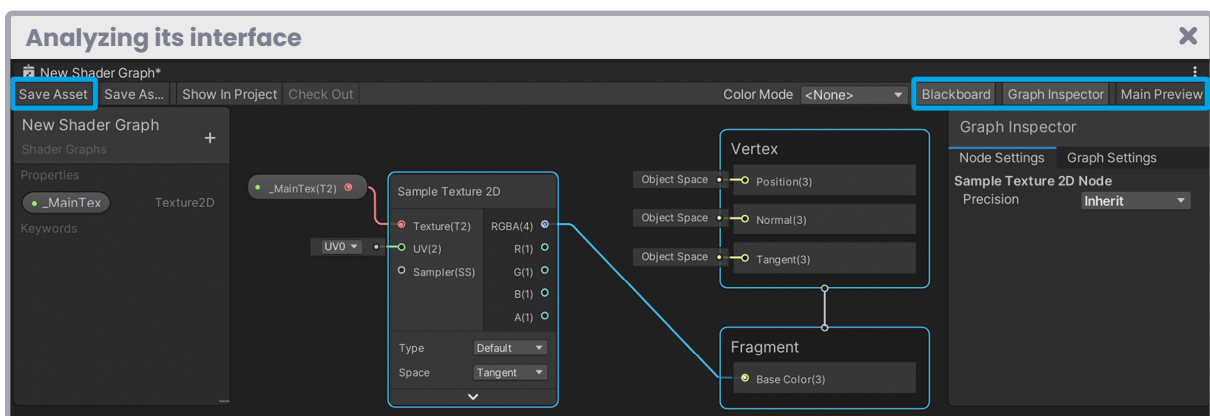 Analyzing its interface
New Shader Graph*
Save Asset Save As... Show In Project Check Out Color Mode <None> Blackboard Graph Inspector Main Preview
New Shader Graph +
Shader Graphs
Properties
_MainTex Texture2D
Keywords
_MainTex(T2)
UV0
Sample Texture 2D
Texture(T2) RGBA(4)
UV(2) R(1)
Sampler(SS) G(1)
B(1)
A(1)
Type Default
Space Tangent
Vertex
Object Space Position(3)
Object Space Normal(3)
Object Space Tangent(3)
Fragment
Base Color(3)
Graph Inspector
Node Settings Graph Settings
Sample Texture 2D Node
Precision Inherit